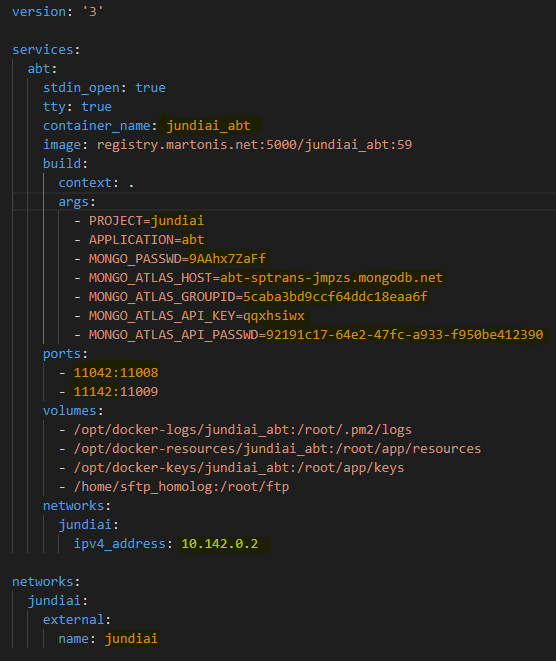 version: '3'
services:
abt:
stdin_open: true
tty: true
container_name: jundiai_abt
image: registry.martonis.net:5000/jundiai_abt:59
build:
context: .
args:
- PROJECT=jundiai
- APPLICATION=abt
- MONGO_PASSWD=9AAhx7ZaFf
- MONGO_ATLAS_HOST=abt-sptrans-jmpzs.mongodb.net
- MONGO_ATLAS_GROUPID=5caba3bd9ccf64ddc18eaa6f
- MONGO_ATLAS_API_KEY=qqxhsiwx
- MONGO_ATLAS_API_PASSWD=92191c17-64e2-47fc-a933-f950be412390
ports:
- 11042:11008
- 11142:11009
volumes:
- /opt/docker-logs/jundiai_abt:/root/.pm2/logs
- /opt/docker-resources/jundiai_abt:/root/app/resources
- /opt/docker-keys/jundiai_abt:/root/app/keys
- /home/sftp_homolog:/root/ftp
networks:
jundiai:
ipv4_address: 10.142.0.2
networks:
jundiai:
external:
name: jundiai